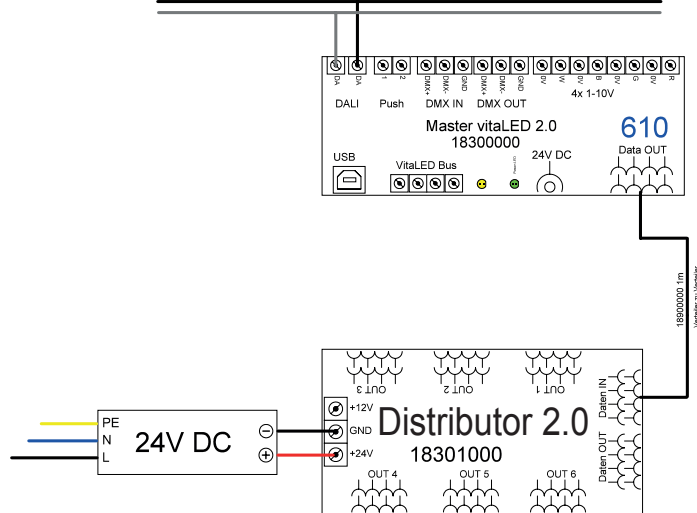 DA DA 1 2 DMX+ DMX- GND DMX+ DMX- GND 0V W 0V B 0V G 0V R
DALI Push DMX IN DMX OUT 4x 1-10V
Master vitaLED 2.0
18300000
610
Data OUT
USB
VitaLED Bus
24V DC
18900000 1m
Verteiler zu Verteiler
OUT 3 OUT 2 OUT 1
Daten IN
+12V
GND
+24V
Distributor 2.0
18301000
Daten OUT
PE
N
L
24V DC
OUT 4 OUT 5 OUT 6